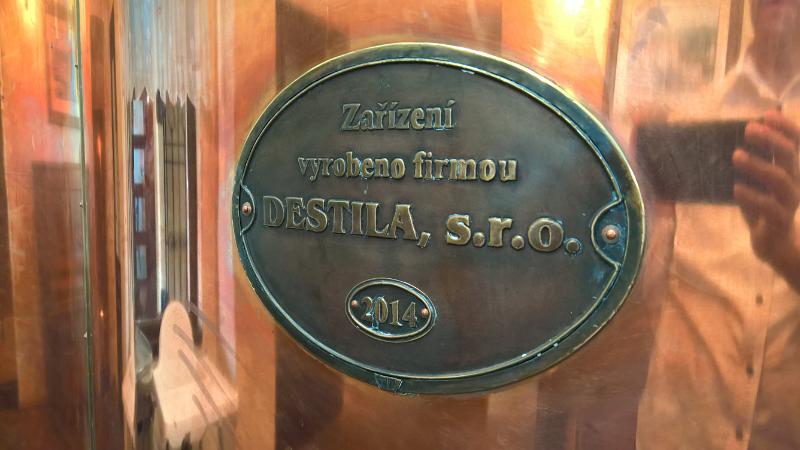 Zařízení
vyrobeno firmou
DESTILA, s.r.o.
2014